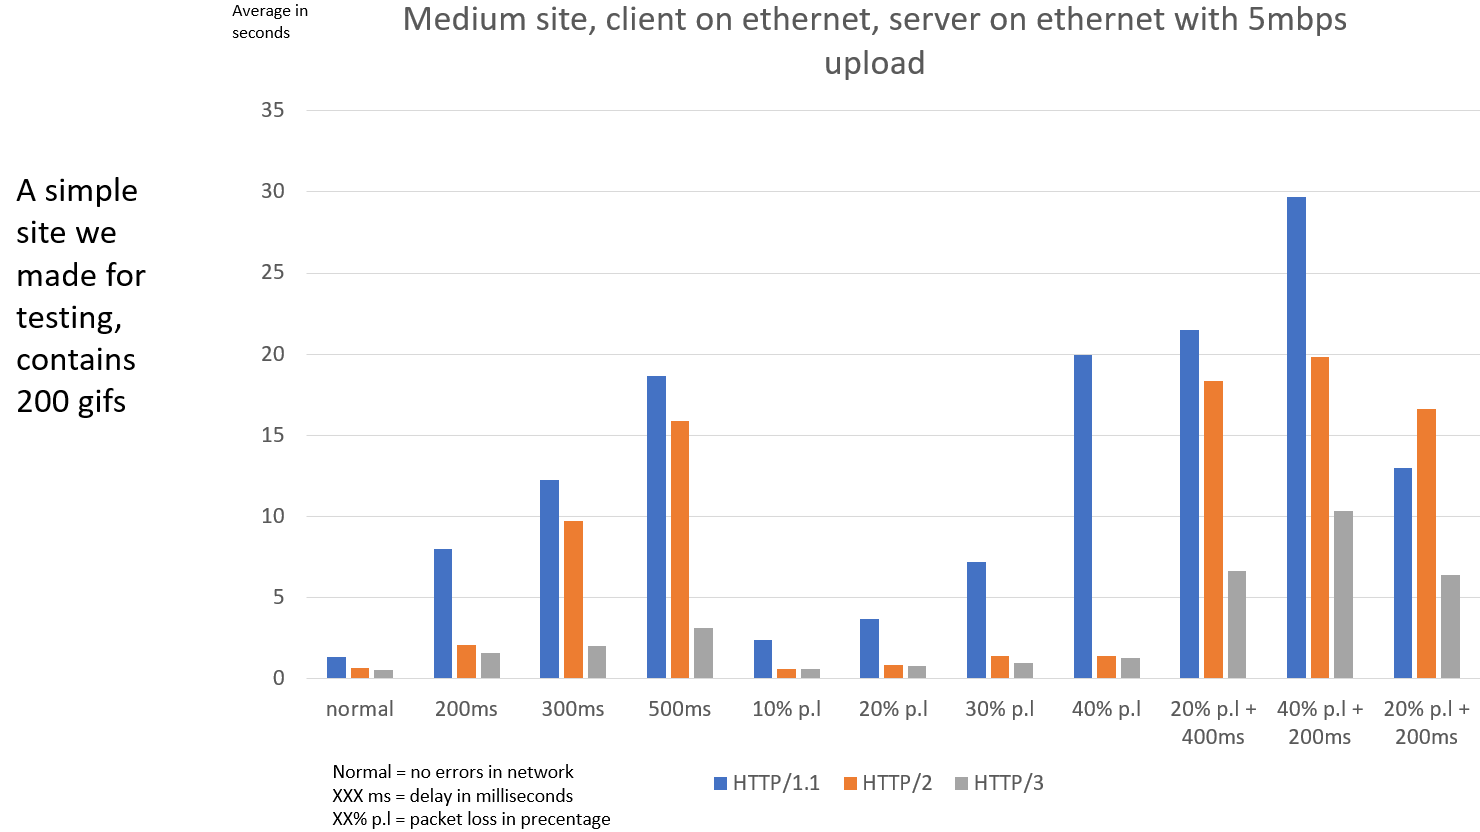 Average in
seconds
Medium site, client on ethernet, server on ethernet with 5mbps
upload
A simple
site we
made for
testing,
contains
200 gifs
35
30
25
20
15
10
5
0
normal
200ms
300ms
500ms
10% p.l
20% p.l
30% p.l
40% p.l
20% p.l +
400ms
40% p.l +
200ms
20% p.l +
200ms
Normal = no errors in network
XXX ms = delay in milliseconds
XX% p.l = packet loss in precentage
HTTP/1.1
HTTP/2
HTTP/3